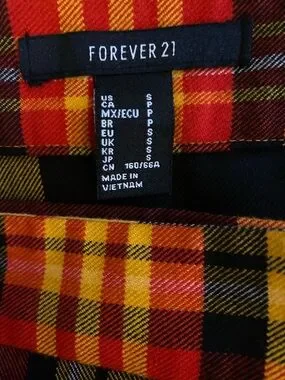 FOREVER 21
US S
CA P
MX/ECU P
BR P
EU S
UK S
KR S
JP S
CN 160/66A
MADE IN
VIETNAM